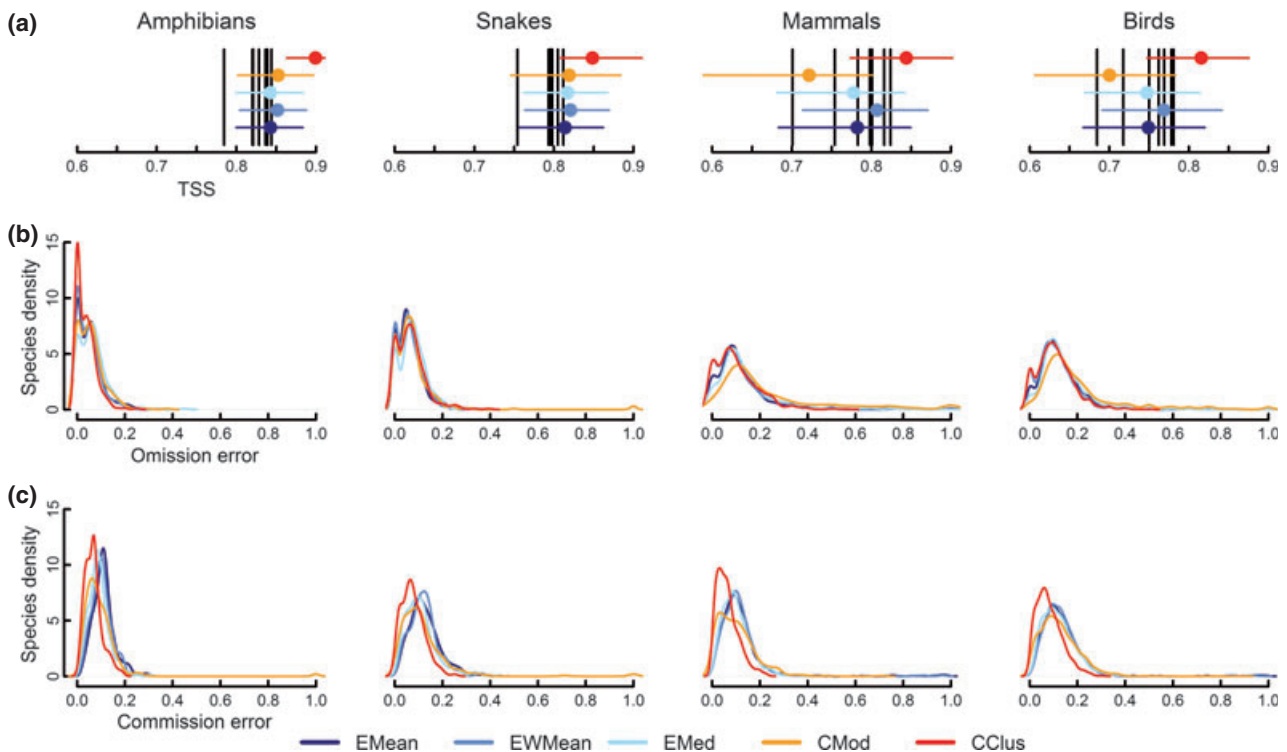 (a)
Amphibians
Snakes
Mammals
Birds
0.6 0.7 0.8 0.9
0.6 0.7 0.8 0.9
0.6 0.7 0.8 0.9
0.6 0.7 0.8 0.9
TSS
(b)
Species density
0 5 10 15
0.0 0.2 0.4 0.6 0.8 1.0
0.0 0.2 0.4 0.6 0.8 1.0
0.0 0.2 0.4 0.6 0.8 1.0
0.0 0.2 0.4 0.6 0.8 1.0
Omission error
(c)
Species density
0 5 10 15
0.0 0.2 0.4 0.6 0.8 1.0
0.0 0.2 0.4 0.6 0.8 1.0
0.0 0.2 0.4 0.6 0.8 1.0
0.0 0.2 0.4 0.6 0.8 1.0
Commission error
EMean EWMean EMed CMod CClus